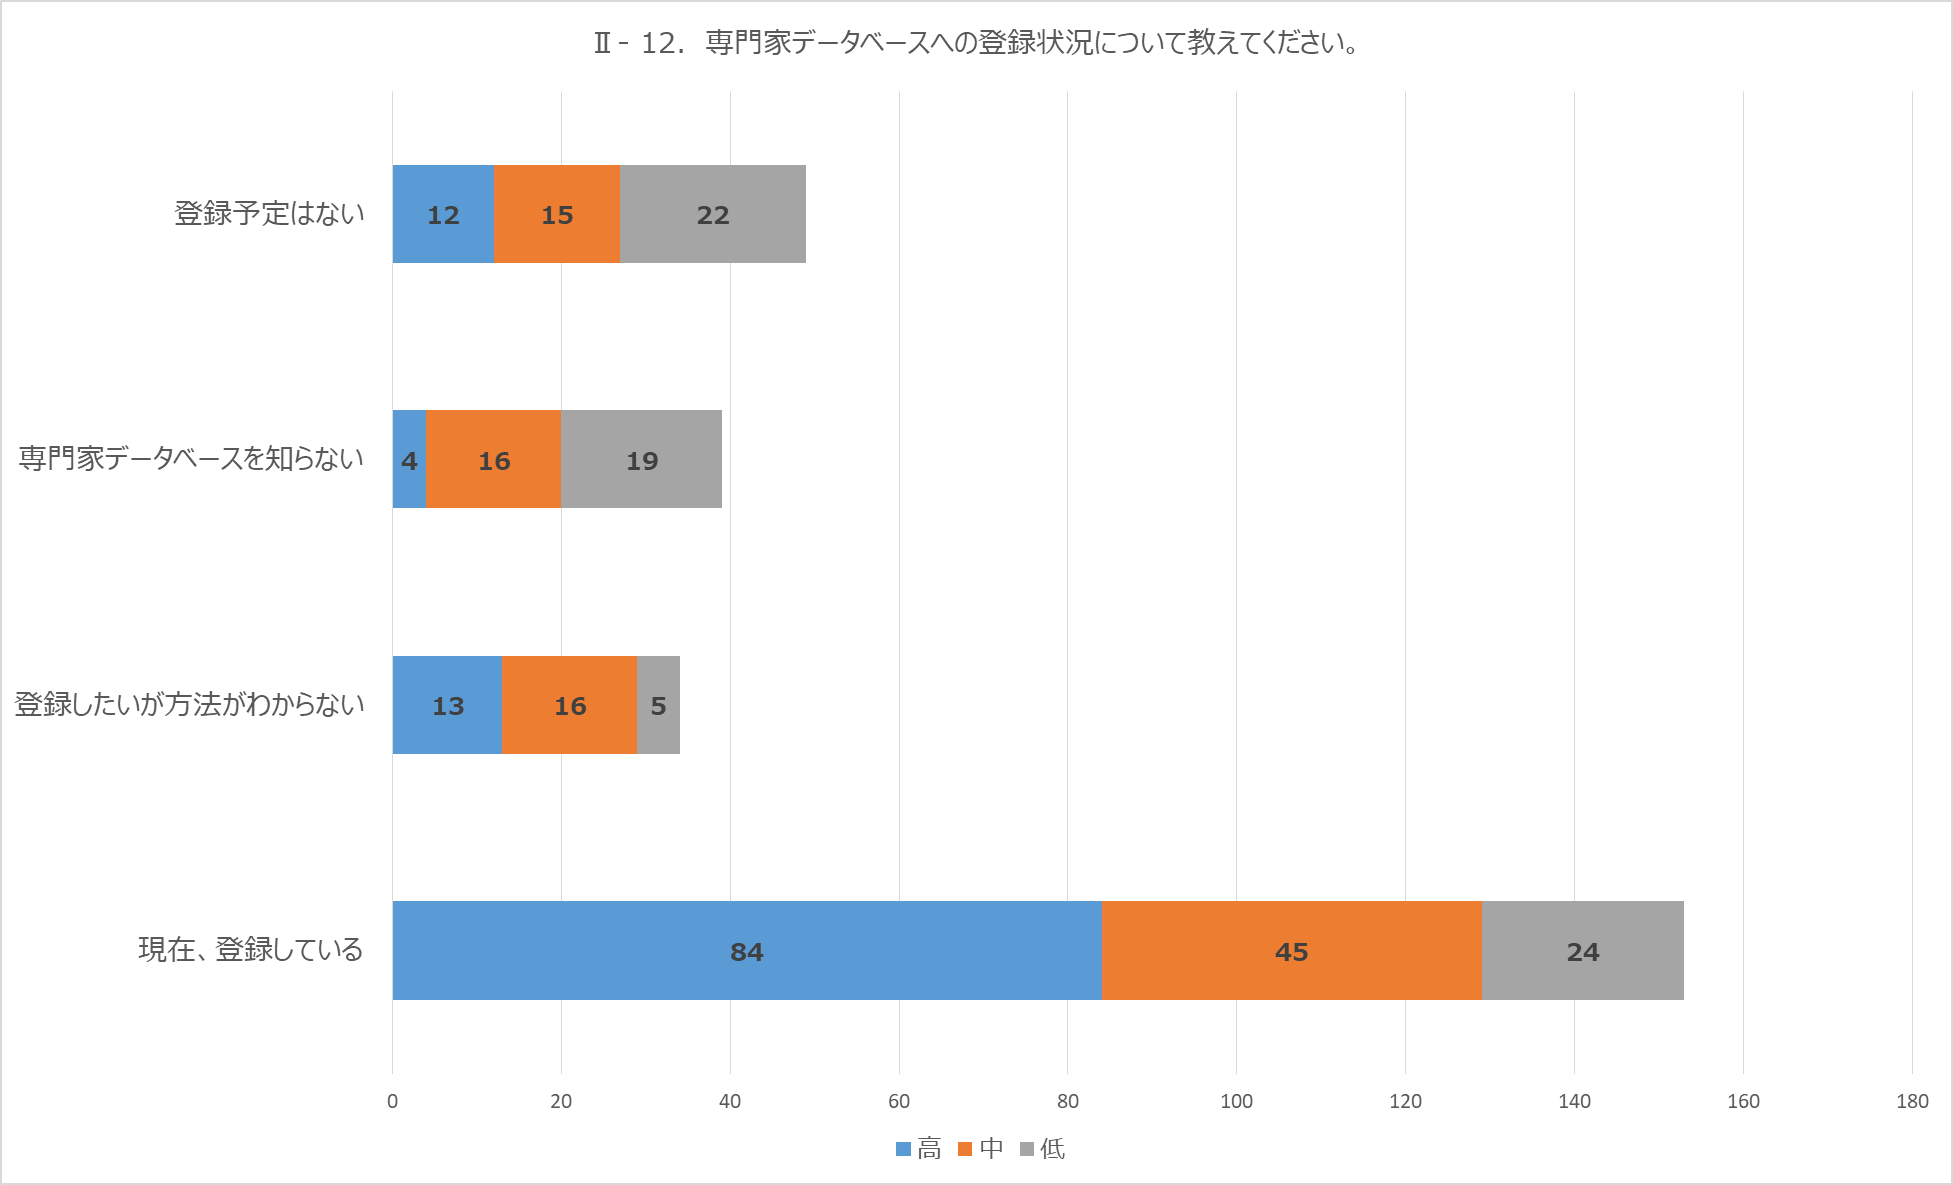 Ⅱ- 12. 専門家データベースへの登録状況について教えてください。
登録予定はない
12 15 22
専門家データベースを知らない
4 16 19
登録したいが方法がわからない
13 16 5
現在、登録している
84 45 24
0 20 40 60 80 100 120 140 160 180
高 中 低